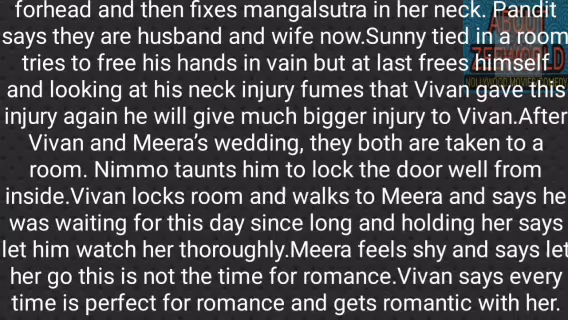 forhead and then fixes mangalsutra in her neck. Pandit
says they are husband and wife now.Sunny tied in a room
tries to free his hands in vain but at last frees himself
and looking at his neck injury fumes that Vivan gave this
injury again he will give much bigger injury to Vivan.After
Vivan and Meera’s wedding, they both are taken to a
room. Nimmo taunts him to lock the door well from
inside.Vivan locks room and walks to Meera and says he
was waiting for this day since long and holding her says
let him watch her thoroughly.Meera feels shy and says let
her go this is not the time for romance.Vivan says every
time is perfect for romance and gets romantic with her.
ABOUT
ZEEWORLD